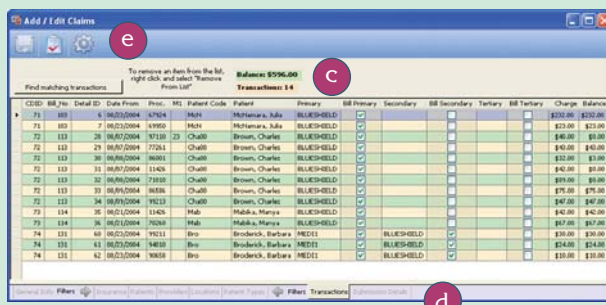 Add / Edit Claims
e
To remove an item from the list, right click and select "Remove From List"
Balance: $596.00
Transactions: 14
c
Find matching transactions
CDID Bill_No Detail ID Date From Proc. M1 Patient Code Patient Primary Bill Primary Secondary Bill Secondary Tertiary Bill Tertiary Charge Balance
71 103 6 08/23/2004 67924 McN McNamara, Julia BLUESHIELD $232.00 $232.00
71 103 7 08/23/2004 69950 McN McNamara, Julia BLUESHIELD $23.00 $23.00
72 113 28 08/07/2004 97110 23 Cha00 Brown, Charles BLUESHIELD $40.00 $0.00
72 113 29 08/07/2004 77261 Cha00 Brown, Charles BLUESHIELD $43.00 $43.00
72 113 30 08/08/2004 86001 Cha00 Brown, Charles BLUESHIELD $32.00 $3.00
72 113 31 08/07/2004 11426 Cha00 Brown, Charles BLUESHIELD $42.00 $0.00
72 113 32 08/08/2004 71010 Cha00 Brown, Charles BLUESHIELD $89.00 $0.00
72 113 33 08/09/2004 86586 Cha00 Brown, Charles BLUESHIELD $75.00 $75.00
72 113 34 08/09/2004 99213 Cha00 Brown, Charles BLUESHIELD $47.00 $47.00
73 114 35 08/21/2004 11426 Mab Mabika, Manya BLUESHIELD $42.00 $42.00
73 114 36 08/21/2004 70260 Mab Mabika, Manya BLUESHIELD $67.00 $67.00
74 131 60 08/23/2004 99211 Bro Broderick, Barbara MEDI1 BLUESHIELD $30.00 $30.00
74 131 61 08/23/2004 94010 Bro Broderick, Barbara MEDI1 BLUESHIELD $24.00 $24.00
74 131 62 08/23/2004 90658 Bro Broderick, Barbara MEDI1 BLUESHIELD $10.00 $10.00
General Info Filters Insurance Patients Providers Locations Patient Types Filters Transactions Submission Details
d